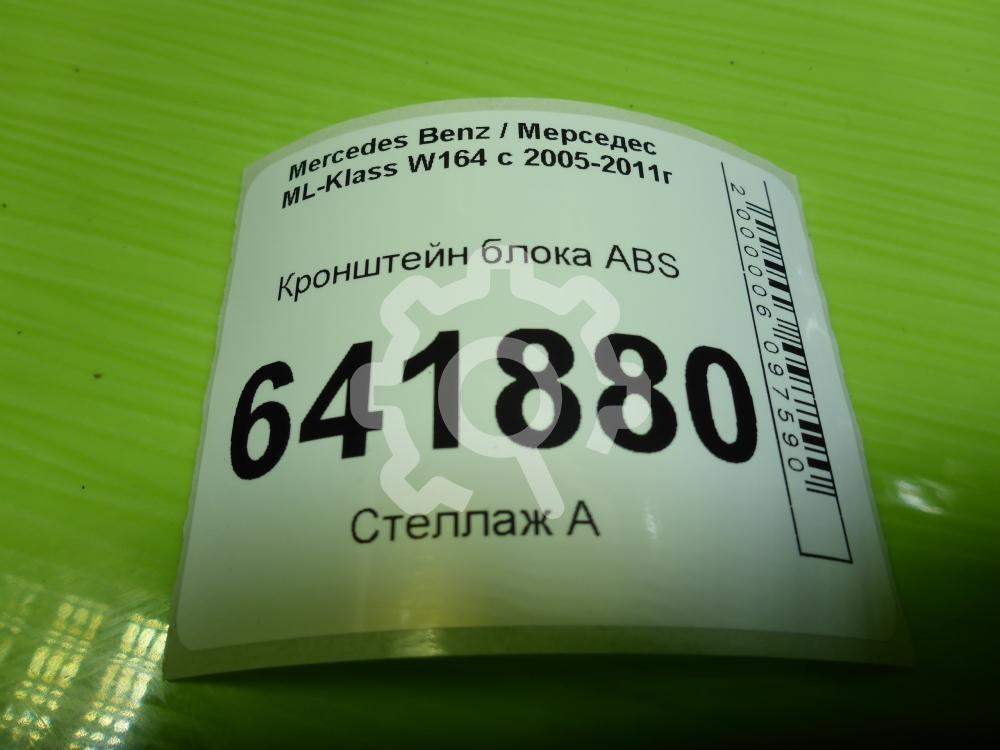 Mercedes Benz / Мерседес
ML-Klass W164 с 2005-2011г
Кронштейн блока ABS
641880
Стеллаж А
2000006097590